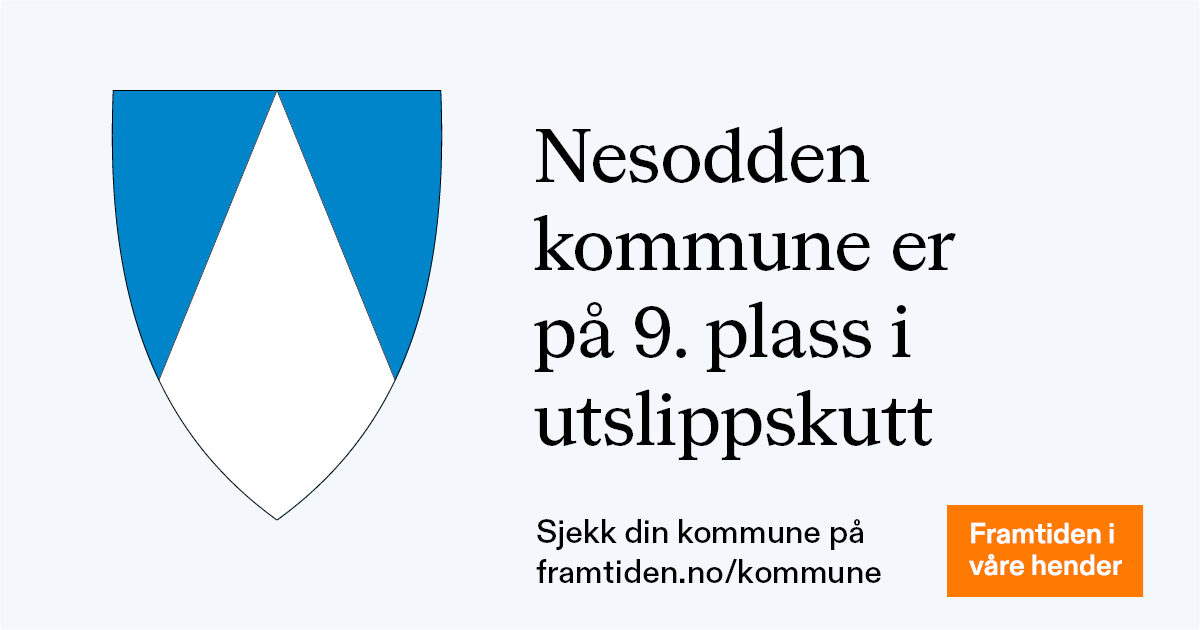 Nesodden
kommune er
på 9. plass i
utslippskutt
Sjekk din kommune på
framtiden.no/kommune
Framtiden i
våre hender